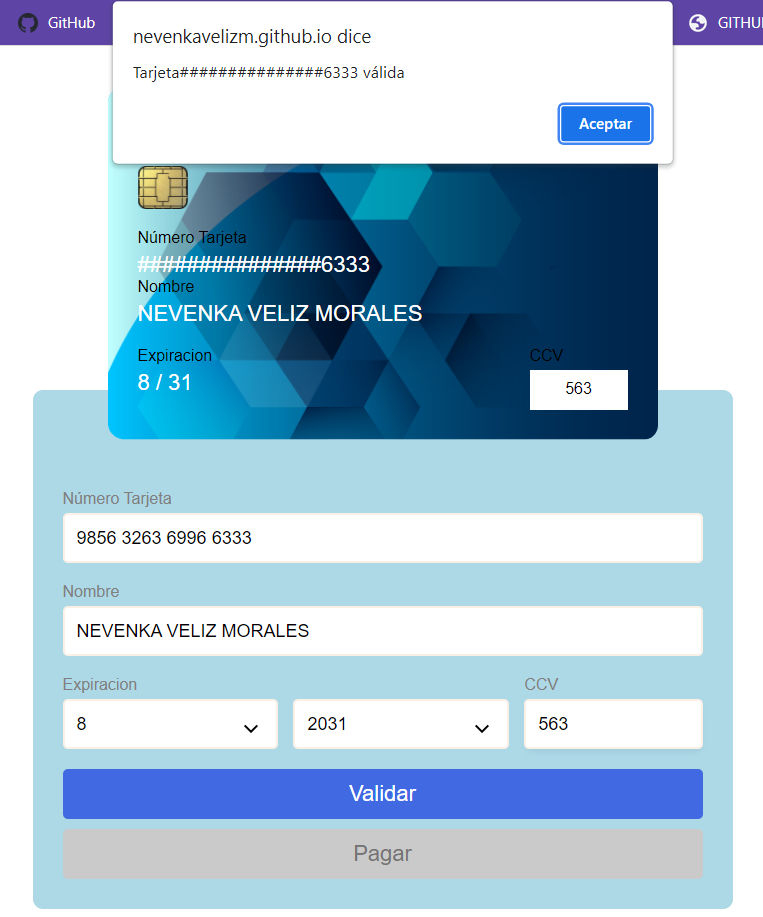 GitHub
GITHU
nevenkavelizm.github.io dice
Tarjeta###############6333 válida
Aceptar
Número Tarjeta
###############6333
Nombre
NEVENKA VELIZ MORALES
Expiracion
CCV
8 / 31
563
Número Tarjeta
9856 3263 6996 6333
Nombre
NEVENKA VELIZ MORALES
Expiracion
CCV
8
2031
563
Validar
Pagar